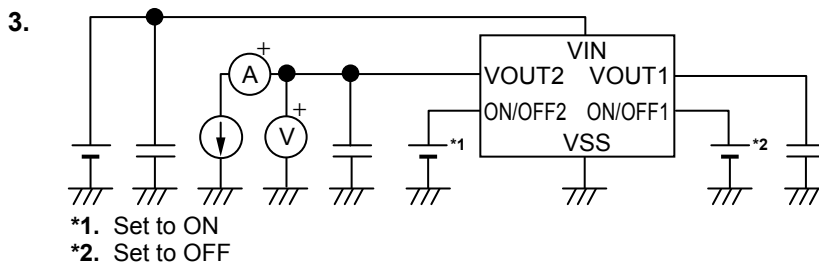 3.
VIN
+
A
VOUT2 VOUT1
+
V
ON/OFF2 ON/OFF1
*1
VSS
*2
*1. Set to ON
*2. Set to OFF